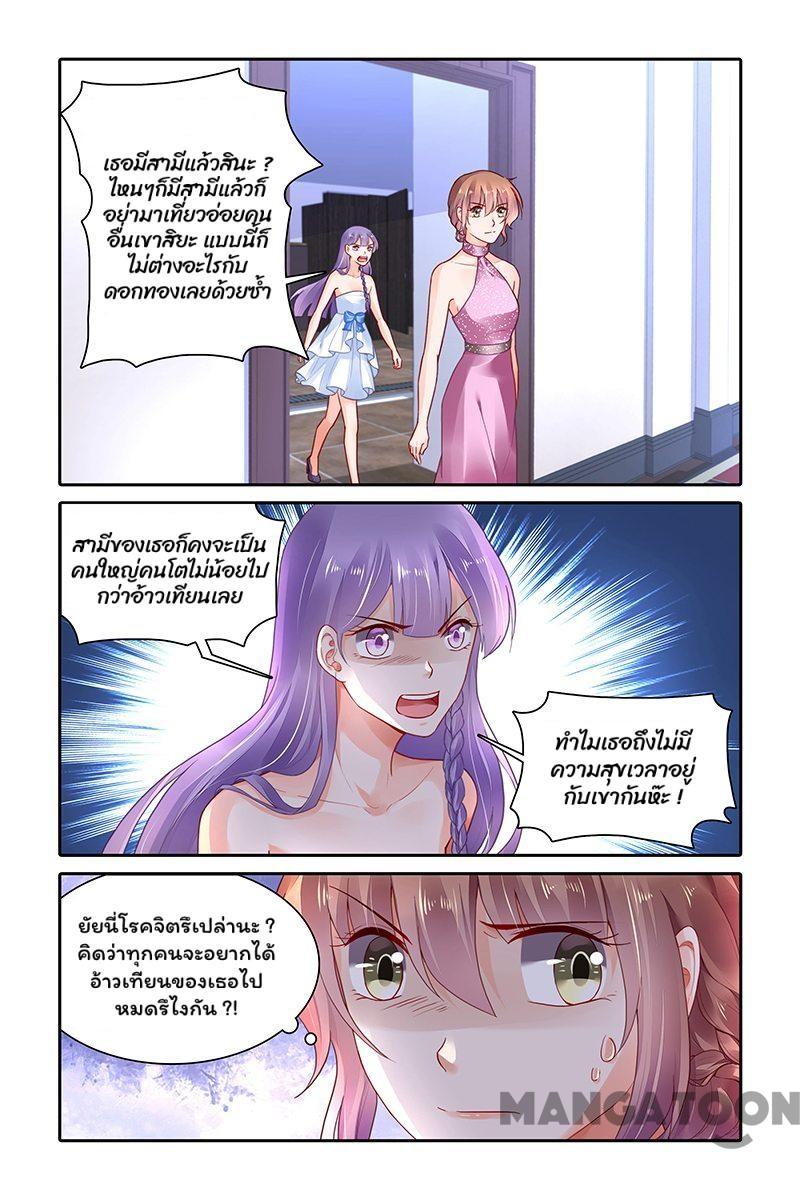 เธอมีสามีแล้วสินะ ?
ไหนๆก็มีสามีแล้วก็
อย่ามาเที่ยวอ่อยคน
อื่นเขาสิยะ แบบนี้ก็
ไม่ต่างอะไรกับ
ดอกทองเลยด้วยซ้ำ
สามีของเธอก็คงจะเป็น
คนใหญ่คนโตไม่น้อยไป
กว่าอ้าวเทียนเลย
ทำไมเธอถึงไม่มี
ความสุขเวลาอยู่
กับเขากันห๊ะ !
ยัยนี่โรคจิตรึเปล่านะ ?
คิดว่าทุกคนจะอยากได้
อ้าวเทียนของเธอไป
หมดรึไงกัน ?!
MANGATOON